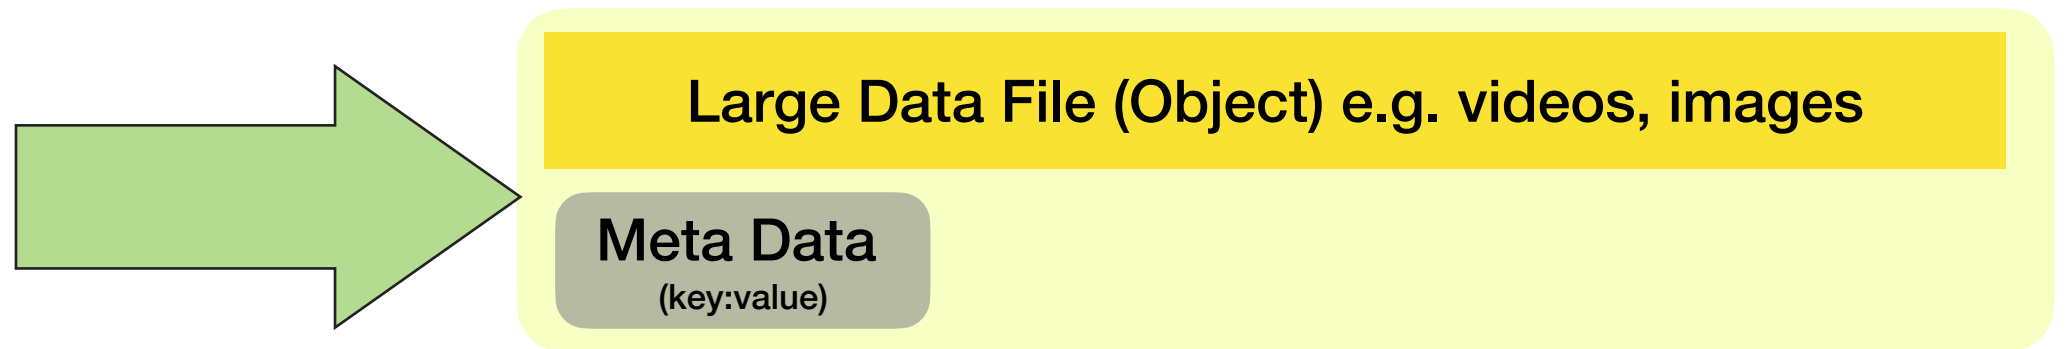 Large Data File (Object) e.g. videos, images
Meta Data
(key:value)